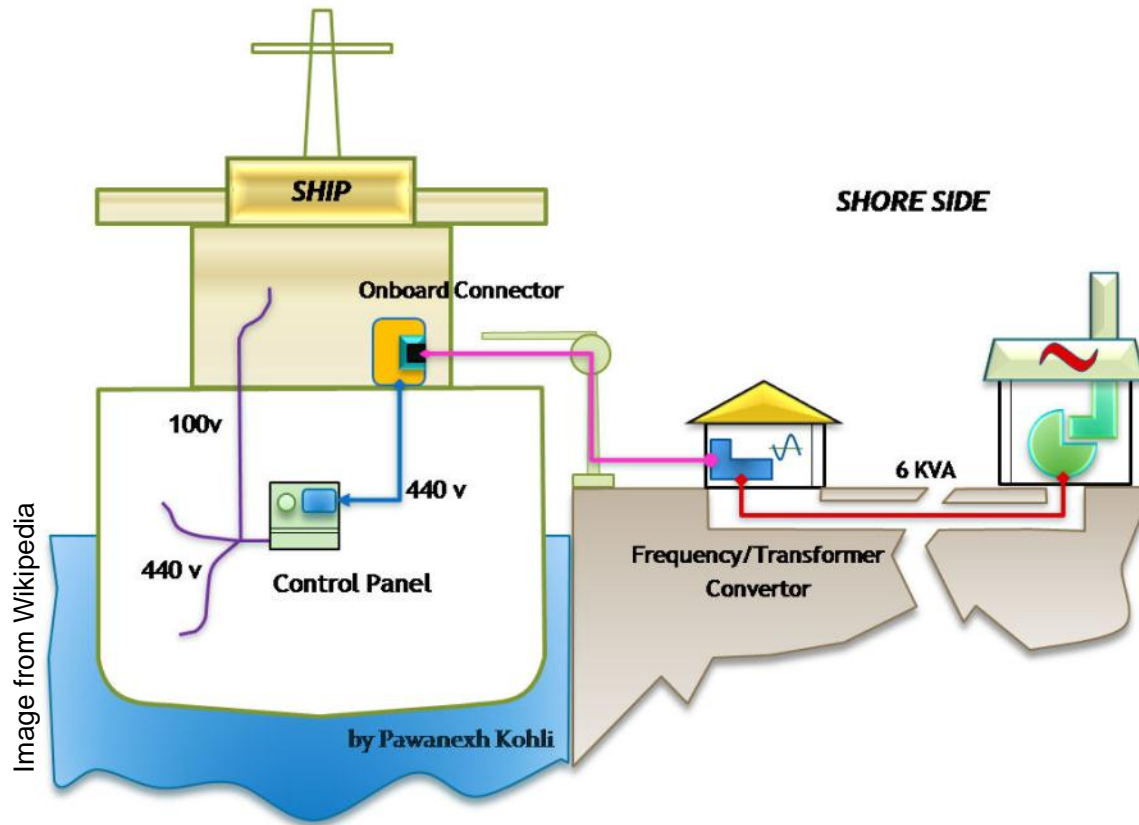 SHIP
SHORE SIDE
Onboard Connector
100v
440 v
6 KVA
440 v
Control Panel
Frequency/Transformer
Convertor
by Pawanexh Kohli
Image from Wikipedia